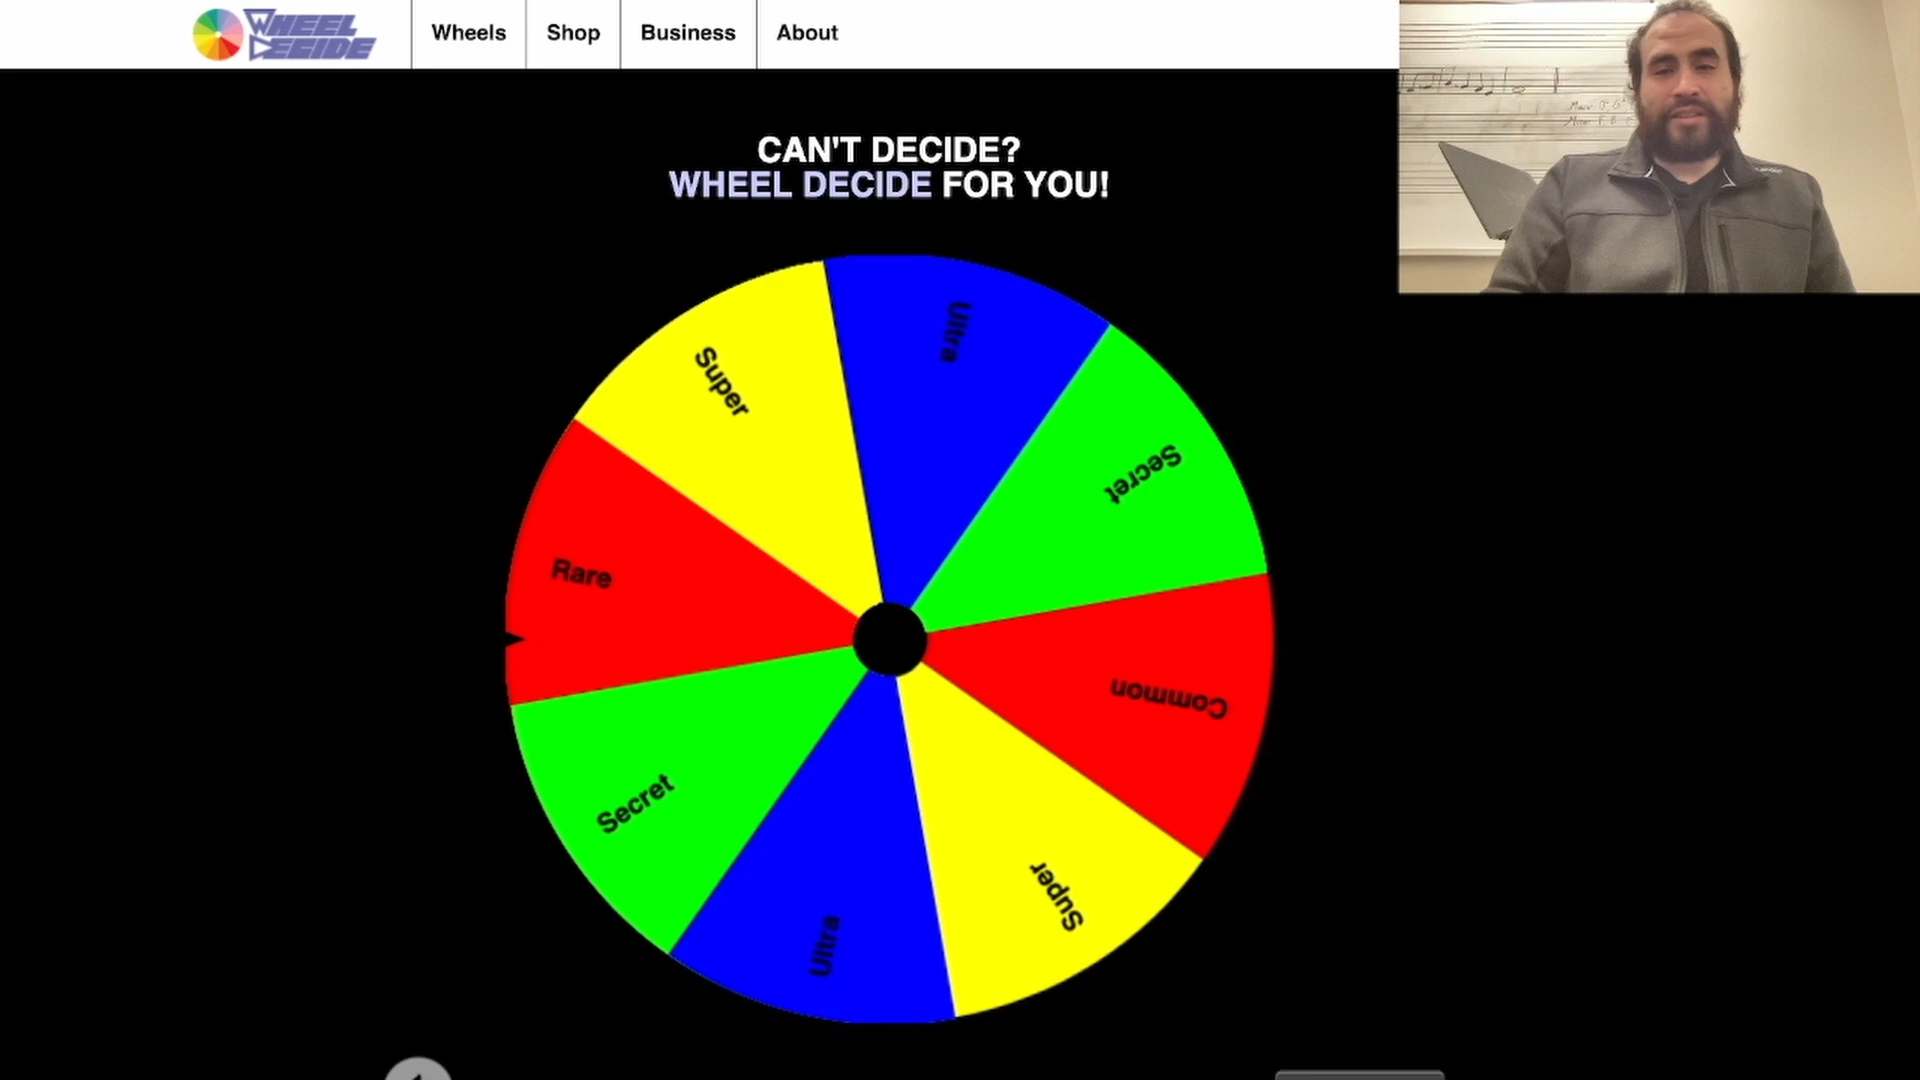 WHEEL
DECIDE
Wheels
Shop
Business
About
CAN'T DECIDE?
WHEEL DECIDE FOR YOU!
Ultra
Super
Secret
Rare
Common
Secret
Super
Ultra